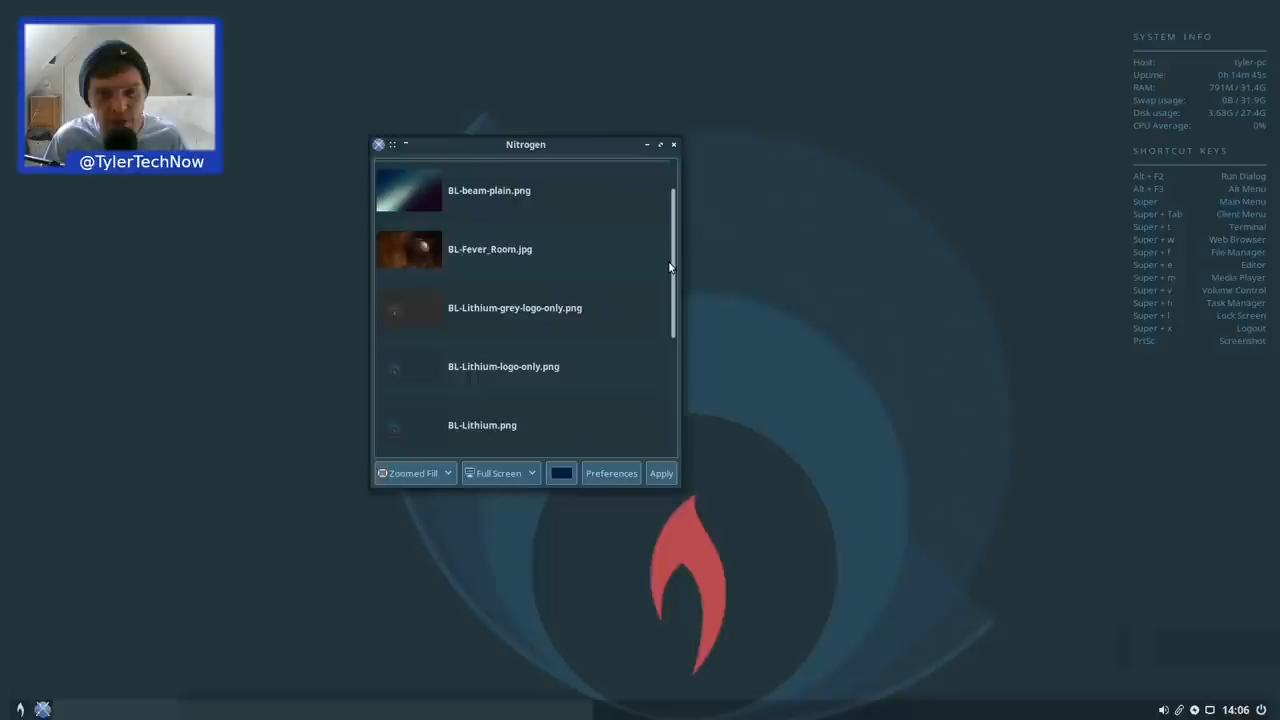 @TylerTechNow
Nitrogen
BL-beam-plain.png
BL-Fever_Room.jpg
BL-Lithium-grey-logo-only.png
BL-Lithium-logo-only.png
BL-Lithium.png
Zoomed Fill
Full Screen
Preferences
Apply
SYSTEM INFO
Host: tyler-pc
Uptime: 0h 14m 45s
RAM: 791M / 31.4G
Swap usage: 0B / 31.9G
Disk usage: 3.68G / 27.4G
CPU Average: 0%
SHORTCUT KEYS
Alt + F2 Run Dialog
Alt + F3 Alt Menu
Super Main Menu
Super + Tab Client Menu
Super + t Terminal
Super + w Web Browser
Super + f File Manager
Super + e Editor
Super + m Media Player
Super + v Volume Control
Super + h Task Manager
Super + l Lock Screen
Super + x Logout
PrtSc Screenshot
14:06